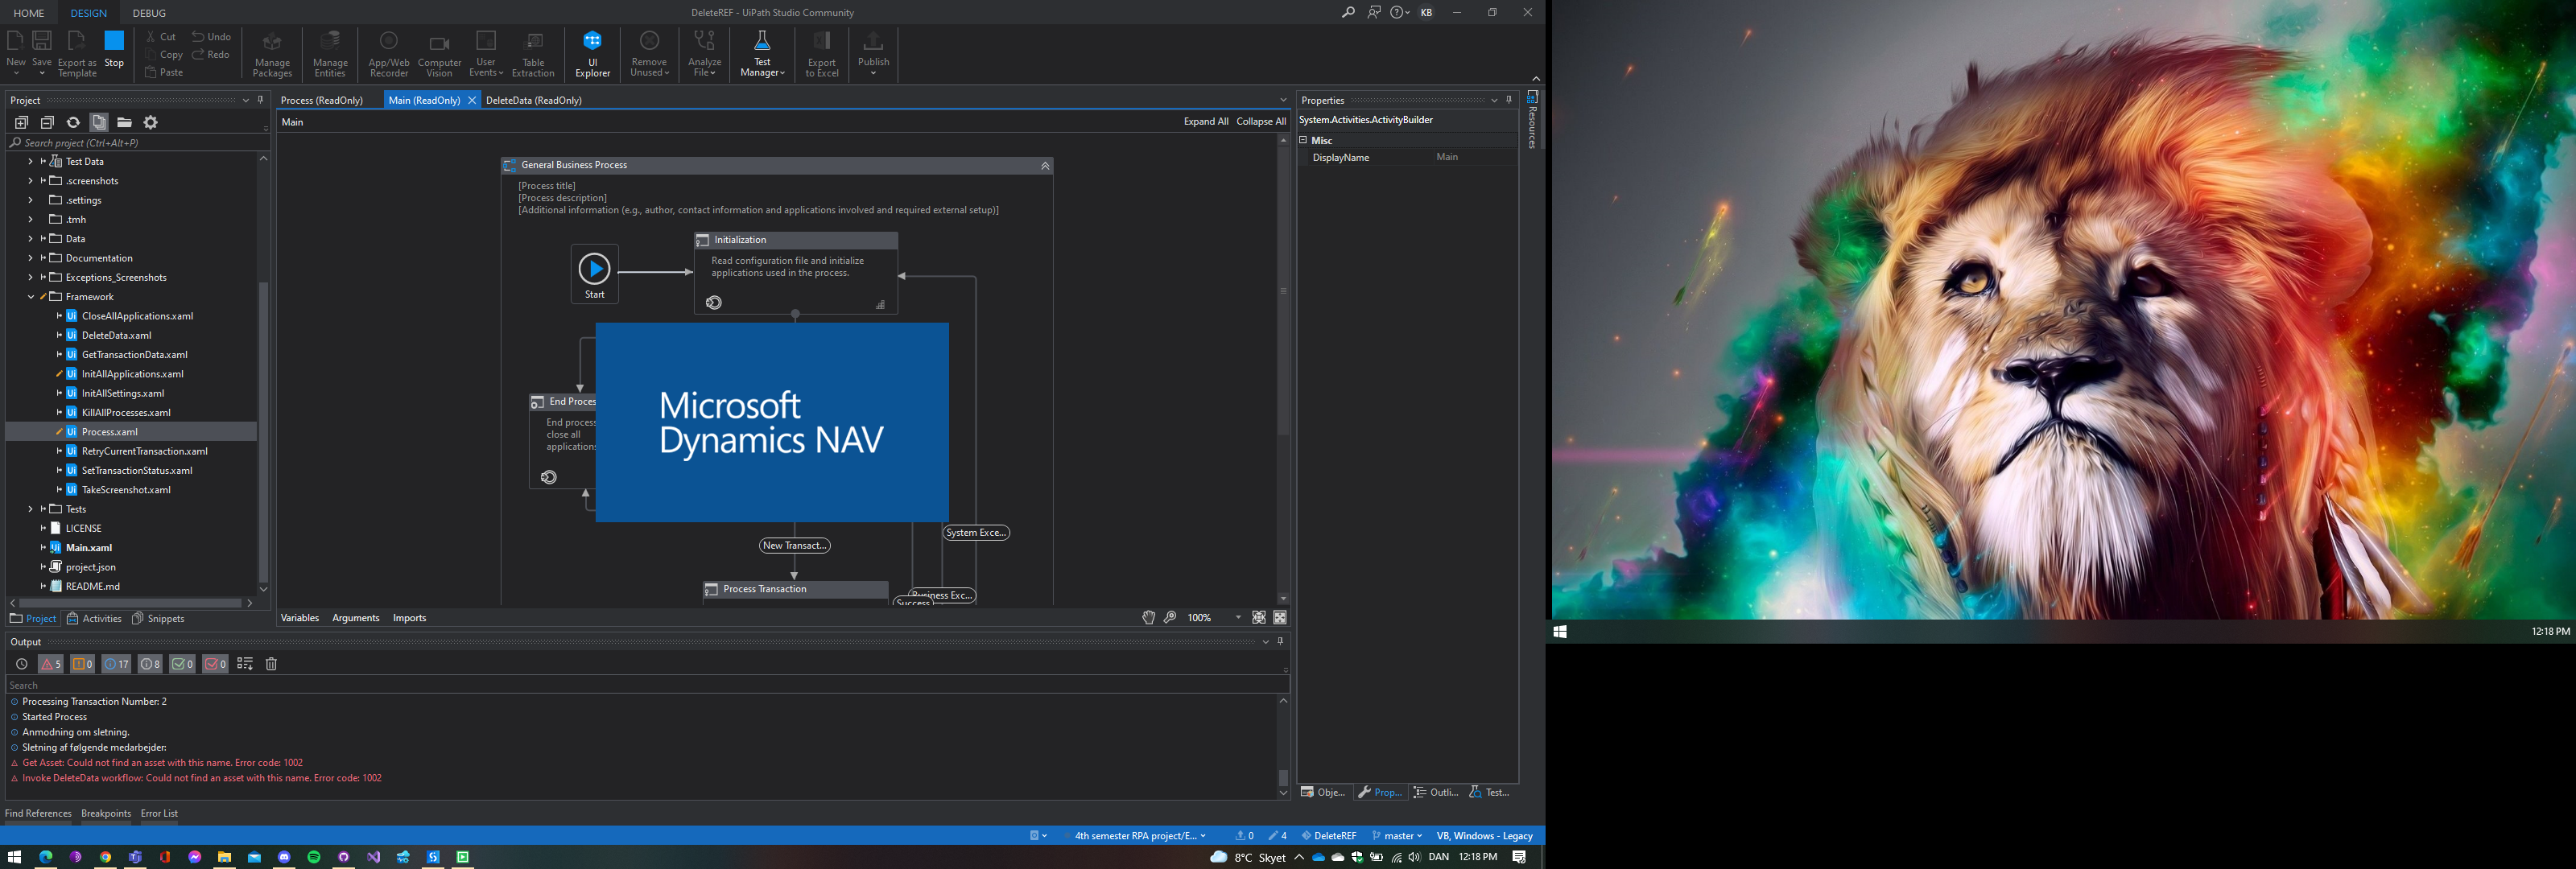 HOME DESIGN DEBUG
DeleteREF - UiPath Studio Community
KB
New Save Export as Template Stop
Cut Undo
Copy Redo
Paste
Manage Packages
Manage Entities
App/Web Recorder
Computer Vision
User Events
Table Extraction
UI Explorer
Remove Unused
Analyze File
Test Manager
Export to Excel
Publish
Project
Search project (Ctrl+Alt+P)
Test Data
.screenshots
.settings
.tmh
Data
Documentation
Exceptions_Screenshots
Framework
CloseAllApplications.xaml
DeleteData.xaml
GetTransactionData.xaml
InitAllApplications.xaml
InitAllSettings.xaml
KillAllProcesses.xaml
Process.xaml
RetryCurrentTransaction.xaml
SetTransactionStatus.xaml
TakeScreenshot.xaml
Tests
LICENSE
Main.xaml
project.json
README.md
Project Activities Snippets
Process (ReadOnly) Main (ReadOnly) DeleteData (ReadOnly)
Main Expand All Collapse All
General Business Process
[Process title]
[Process description]
[Additional information (e.g., author, contact information and applications involved and required external setup)]
Start
Initialization
Read configuration file and initialize
applications used in the process.
End Proces
End process
close all
applications
Microsoft
Dynamics NAV
System Exce...
New Transact...
Process Transaction
Business Exc...
Success
Variables Arguments Imports
100%
Properties
System.Activities.ActivityBuilder
Misc
DisplayName Main
Resources
Obje... Prop... Outli... Test...
Output
5 0 17 8 0 0
Search
Processing Transaction Number: 2
Started Process
Anmodning om sletning.
Sletning af følgende medarbejder:
Get Asset: Could not find an asset with this name. Error code: 1002
Invoke DeleteData workflow: Could not find an asset with this name. Error code: 1002
Find References Breakpoints Error List
4th semester RPA project/E... 0 4 DeleteREF master VB, Windows - Legacy
8°C Skyet DAN 12:18 PM
12:18 PM